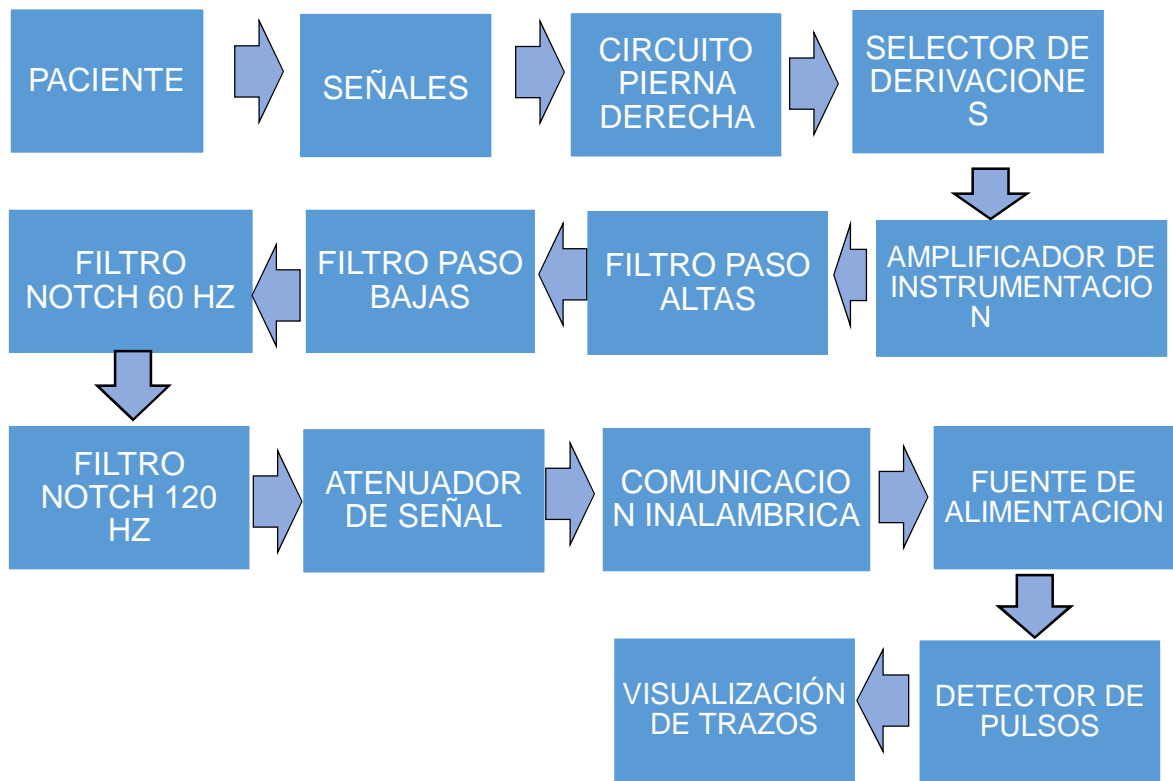 PACIENTE
SEÑALES
CIRCUITO
PIERNA
DERECHA
SELECTOR DE
DERIVACIONE
S
AMPLIFICADOR DE
INSTRUMENTACIO
N
FILTRO PASO
ALTAS
FILTRO PASO
BAJAS
FILTRO
NOTCH 60 HZ
FILTRO
NOTCH 120
HZ
ATENUADOR
DE SEÑAL
COMUNICACIO
N INALAMBRICA
FUENTE DE
ALIMENTACION
DETECTOR DE
PULSOS
VISUALIZACIÓN
DE TRAZOS